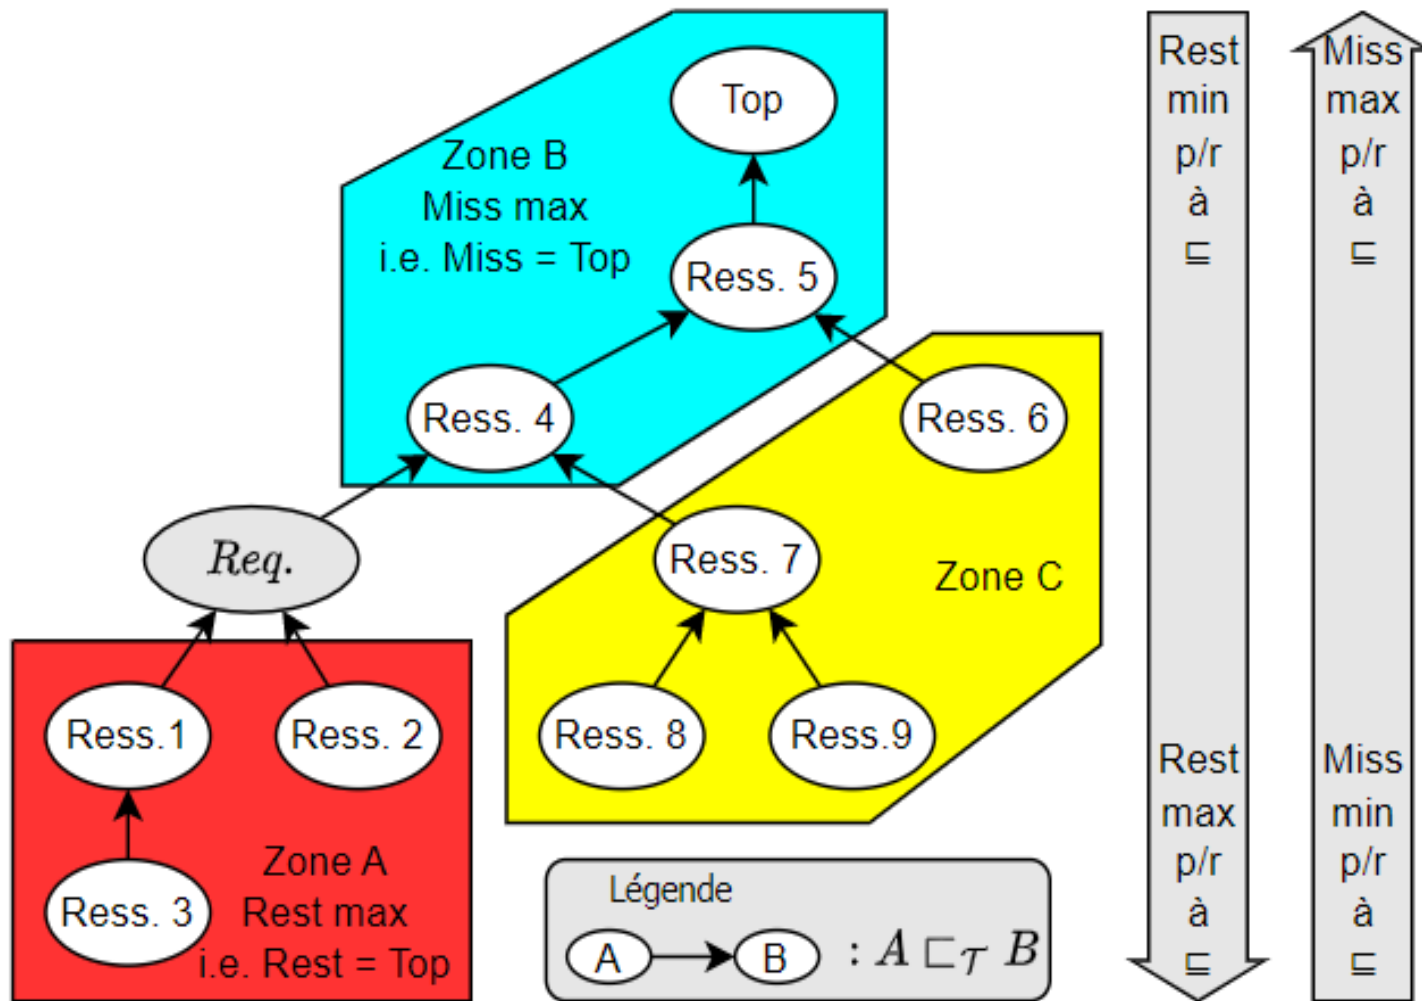 Top
Zone B
Miss max
i.e. Miss = Top
Ress. 5
Ress. 4
Ress. 6
Req.
Ress. 7
Zone C
Ress.1
Ress. 2
Ress. 8
Ress.9
Ress. 3
Zone A
Rest max
i.e. Rest = Top
Légende
A
B
: A ⊏𝒯 B
Rest
min
p/r
à
⊑
Rest
max
p/r
à
⊑
Miss
max
p/r
à
⊑
Miss
min
p/r
à
⊑